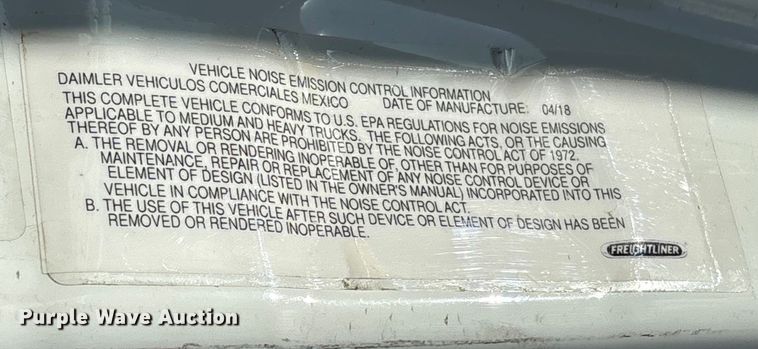 VEHICLE NOISE EMISSION CONTROL INFORMATION
DAIMLER VEHICULOS COMERCIALES MEXICO DATE OF MANUFACTURE: 04/18
THIS COMPLETE VEHICLE CONFORMS TO U.S. EPA REGULATIONS FOR NOISE EMISSIONS
APPLICABLE TO MEDIUM AND HEAVY TRUCKS. THE FOLLOWING ACTS, OR THE CAUSING
THEREOF BY ANY PERSON ARE PROHIBITED BY THE NOISE CONTROL ACT OF 1972.
A. THE REMOVAL OR RENDERING INOPERABLE OF, OTHER THAN FOR PURPOSES OF
MAINTENANCE, REPAIR OR REPLACEMENT OF ANY NOISE CONTROL DEVICE OR
ELEMENT OF DESIGN (LISTED IN THE OWNER'S MANUAL) INCORPORATED INTO THIS
VEHICLE IN COMPLIANCE WITH THE NOISE CONTROL ACT
B. THE USE OF THIS VEHICLE AFTER SUCH DEVICE OR ELEMENT OF DESIGN HAS BEEN
REMOVED OR RENDERED INOPERABLE.
FREIGHTLINER
Purple Wave Auction